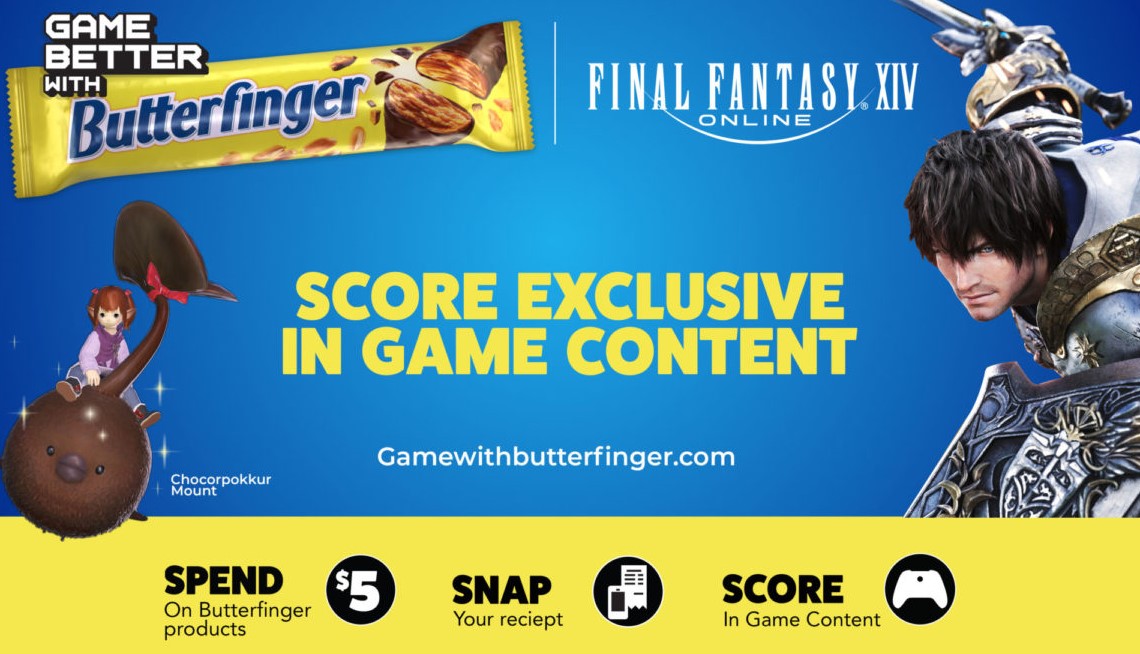 GAME
BETTER
WITH
Butterfinger
FINAL FANTASY® XIV
ONLINE
SCORE EXCLUSIVE
IN GAME CONTENT
Gamewithbutterfinger.com
Chocorpokkur
Mount
SPEND
On Butterfinger
products
$5
SNAP
Your reciept
SCORE
In Game Content